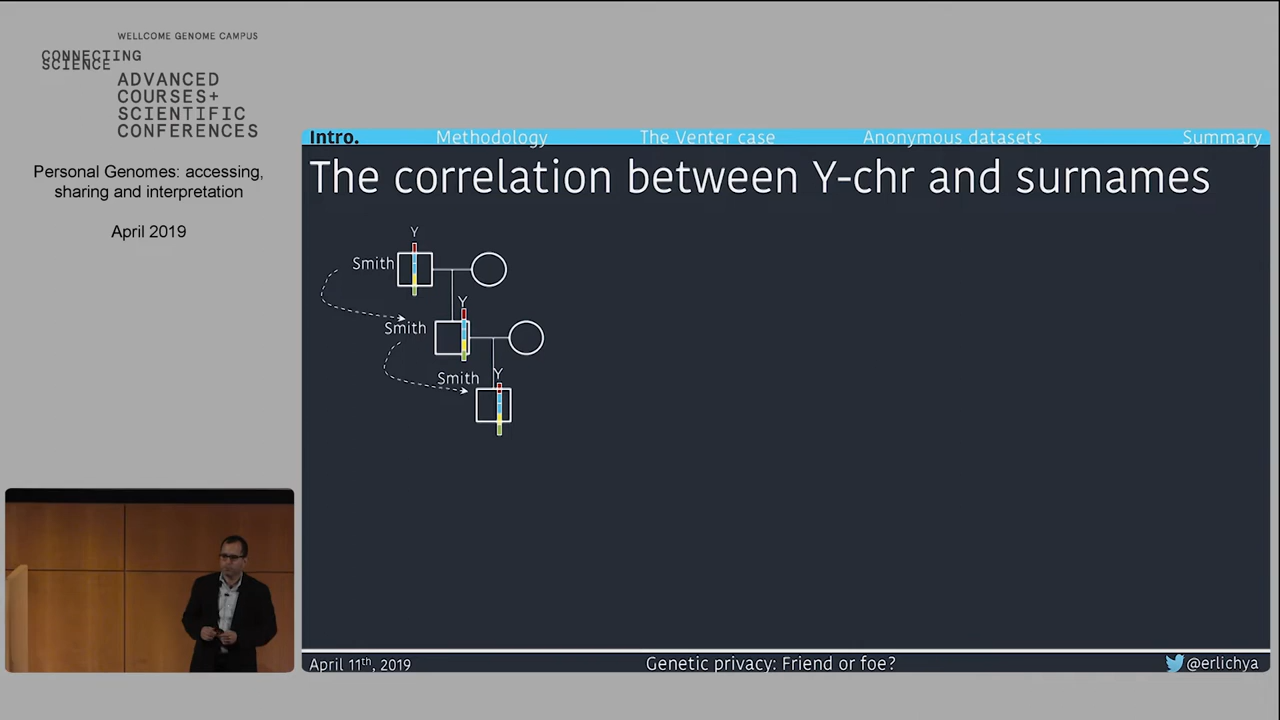 WELLCOME GENOME CAMPUS
CONNECTING
SCIENCE
ADVANCED
COURSES+
SCIENTIFIC
CONFERENCES
Personal Genomes: accessing,
sharing and interpretation
April 2019
Intro. Methodology The Venter case Anonymous datasets Summary
The correlation between Y-chr and surnames
Y
Smith
Y
Smith
Y
Smith
April 11th, 2019 Genetic privacy: Friend or foe? @erlichya